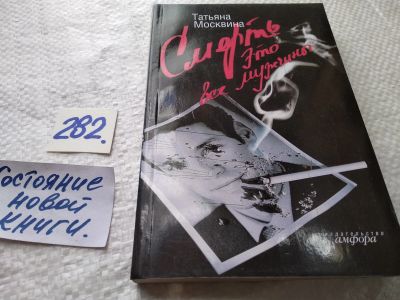 Татьяна
Москвина
Смерть
это
все мужчины
282.
Состояние
новой
книги.
издательство
амфора